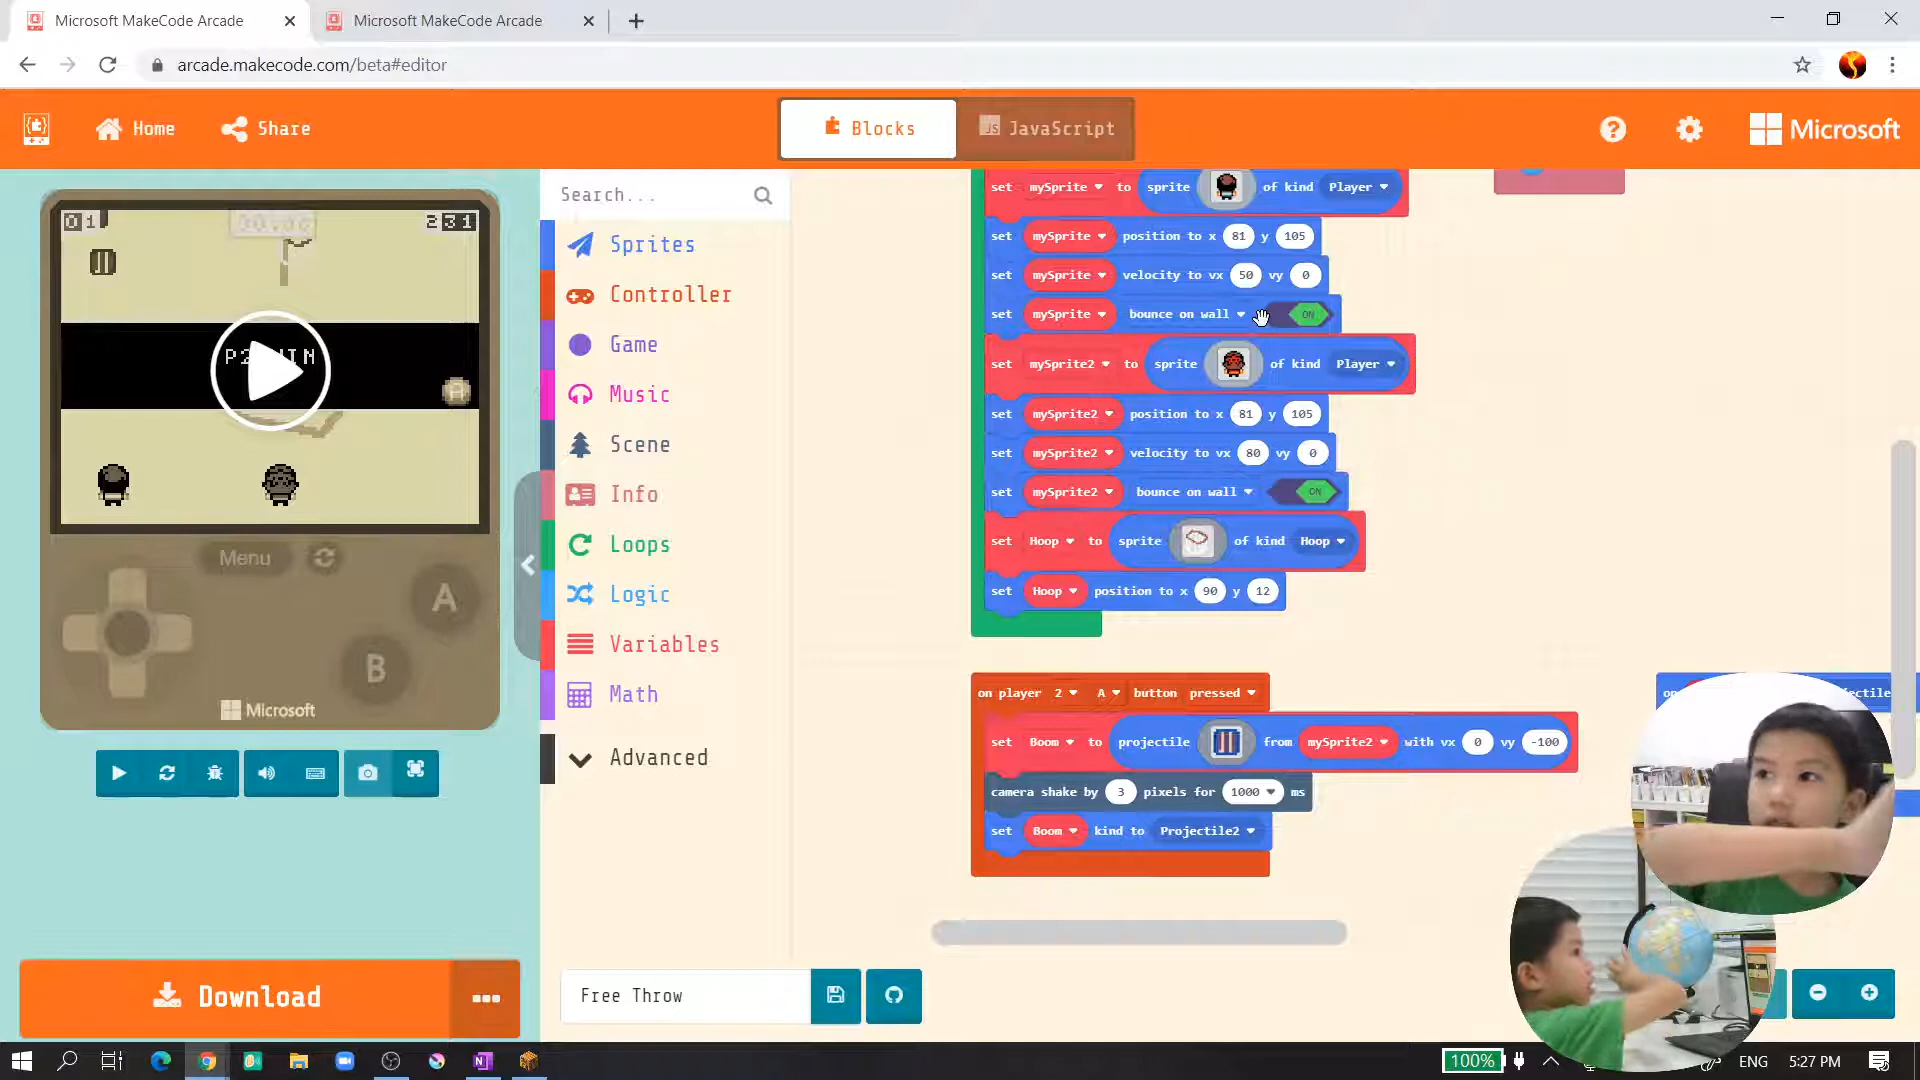 Microsoft MakeCode Arcade
Microsoft MakeCode Arcade
arcade.makecode.com/beta#editor
Home
Share
Blocks
JavaScript
Microsoft
Search...
Sprites
Controller
Game
Music
Scene
Info
Loops
Logic
Variables
Math
Advanced
Menu
A
B
Microsoft
Download
Free Throw
set mySprite to sprite of kind Player
set mySprite position to x 81 y 105
set mySprite velocity to vx 50 vy 0
set mySprite bounce on wall ON
set mySprite2 to sprite of kind Player
set mySprite2 position to x 81 y 105
set mySprite2 velocity to vx 80 vy 0
set mySprite2 bounce on wall ON
set Hoop to sprite of kind Hoop
set Hoop position to x 90 y 12
on player 2 A button pressed
set Boom to projectile from mySprite2 with vx 0 vy -100
camera shake by 3 pixels for 1000 ms
set Boom kind to Projectile2
100%
ENG
5:27 PM